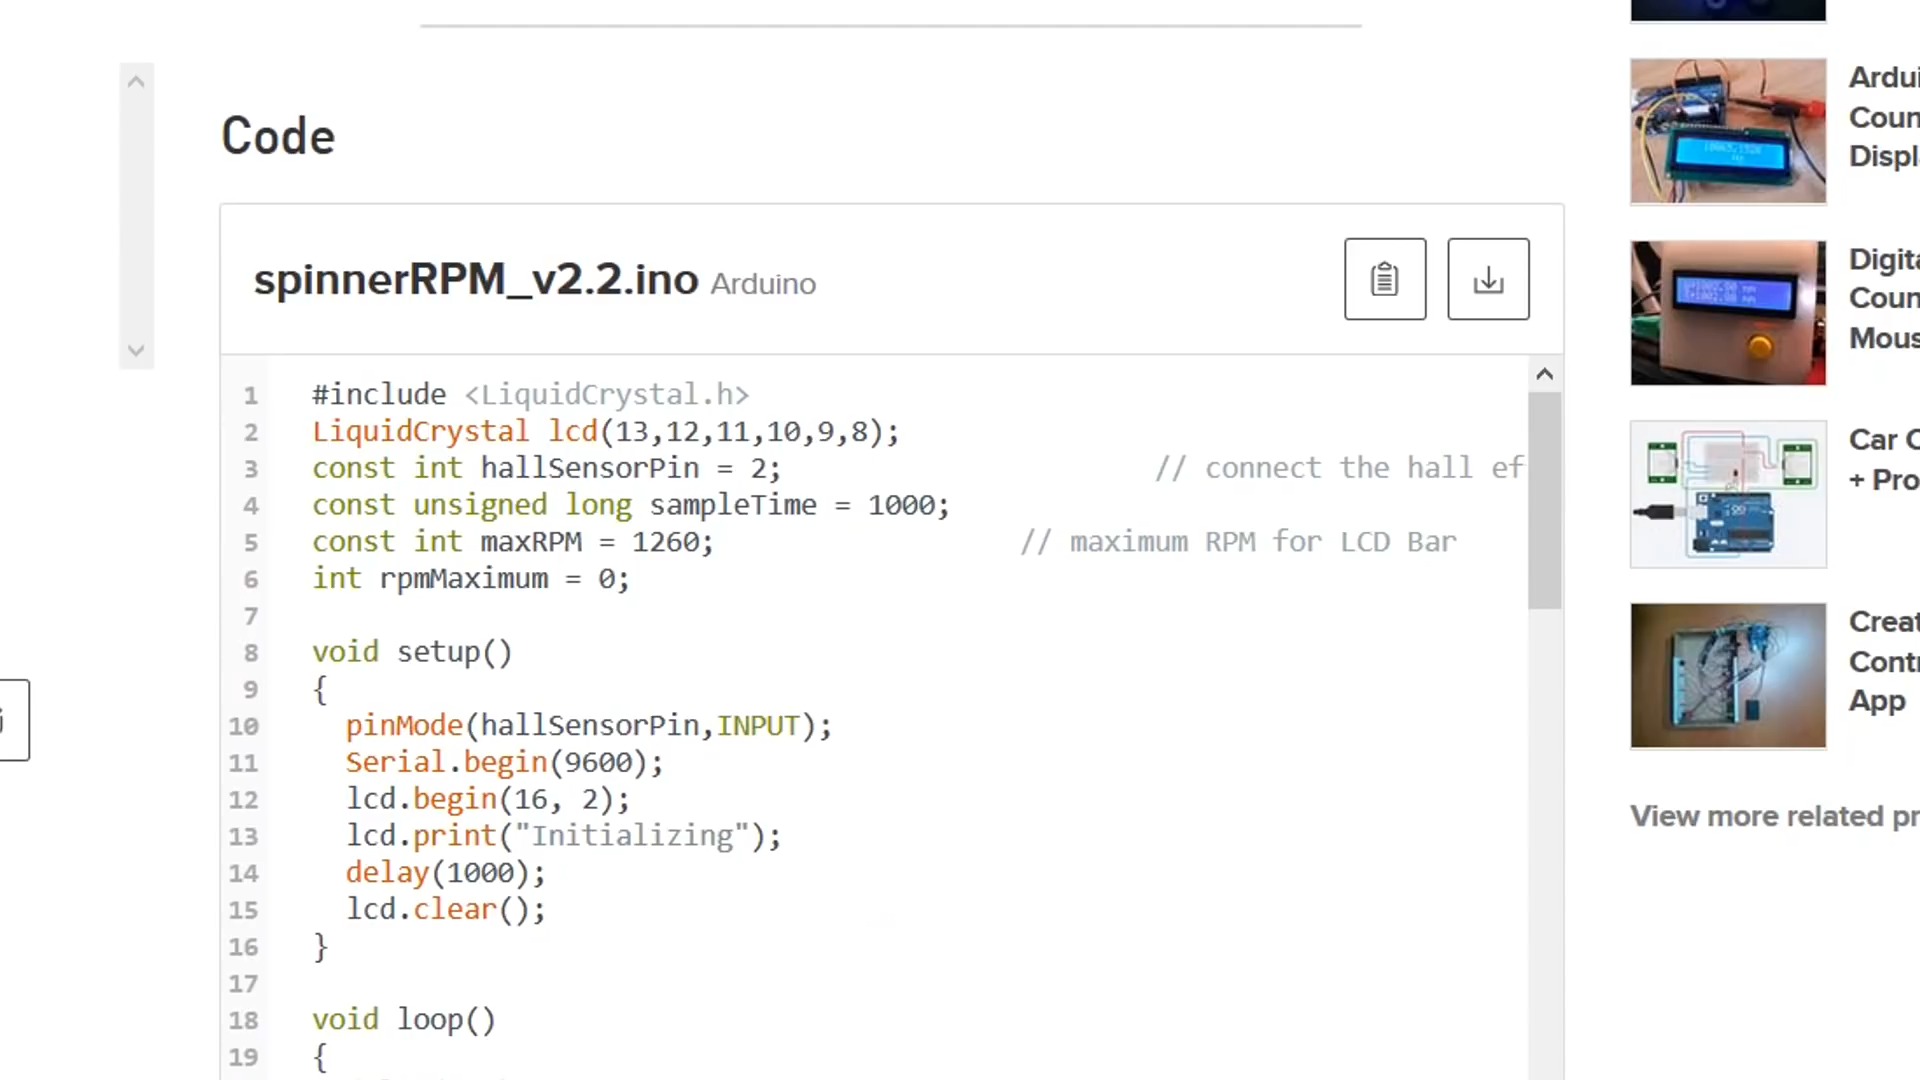 Code
spinnerRPM_v2.2.ino Arduino
1 #include <LiquidCrystal.h>
2 LiquidCrystal lcd(13,12,11,10,9,8);
3 const int hallSensorPin = 2; // connect the hall ef
4 const unsigned long sampleTime = 1000;
5 const int maxRPM = 1260; // maximum RPM for LCD Bar
6 int rpmMaximum = 0;
7
8 void setup()
9 {
10 pinMode(hallSensorPin,INPUT);
11 Serial.begin(9600);
12 lcd.begin(16, 2);
13 lcd.print("Initializing");
14 delay(1000);
15 lcd.clear();
16 }
17
18 void loop()
19 {
Ardui
Coun
Displ
Digita
Coun
Mous
Car C
+ Pro
Creat
Contr
App
View more related pr